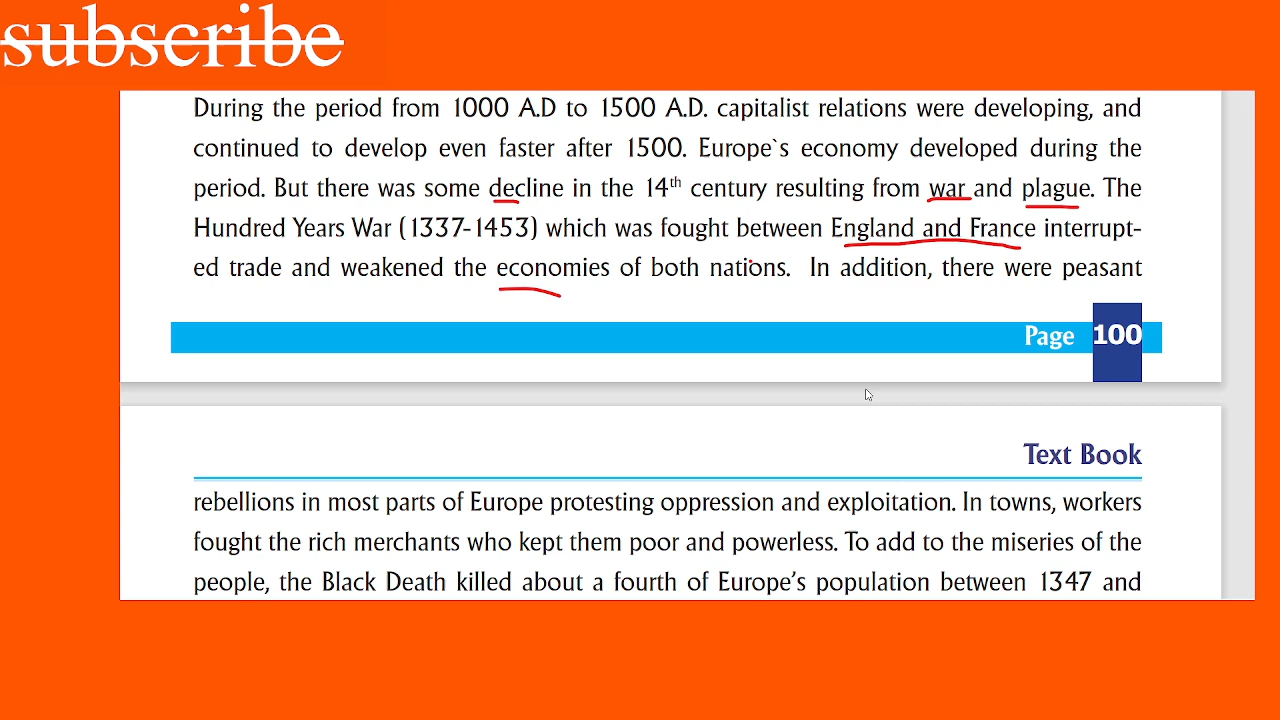 subscribe
During the period from 1000 A.D to 1500 A.D. capitalist relations were developing, and
continued to develop even faster after 1500. Europe`s economy developed during the
period. But there was some decline in the 14th century resulting from war and plague. The
Hundred Years War (1337-1453) which was fought between England and France interrupt-
ed trade and weakened the economies of both nations. In addition, there were peasant
Page 100
Text Book
rebellions in most parts of Europe protesting oppression and exploitation. In towns, workers
fought the rich merchants who kept them poor and powerless. To add to the miseries of the
people, the Black Death killed about a fourth of Europe’s population between 1347 and